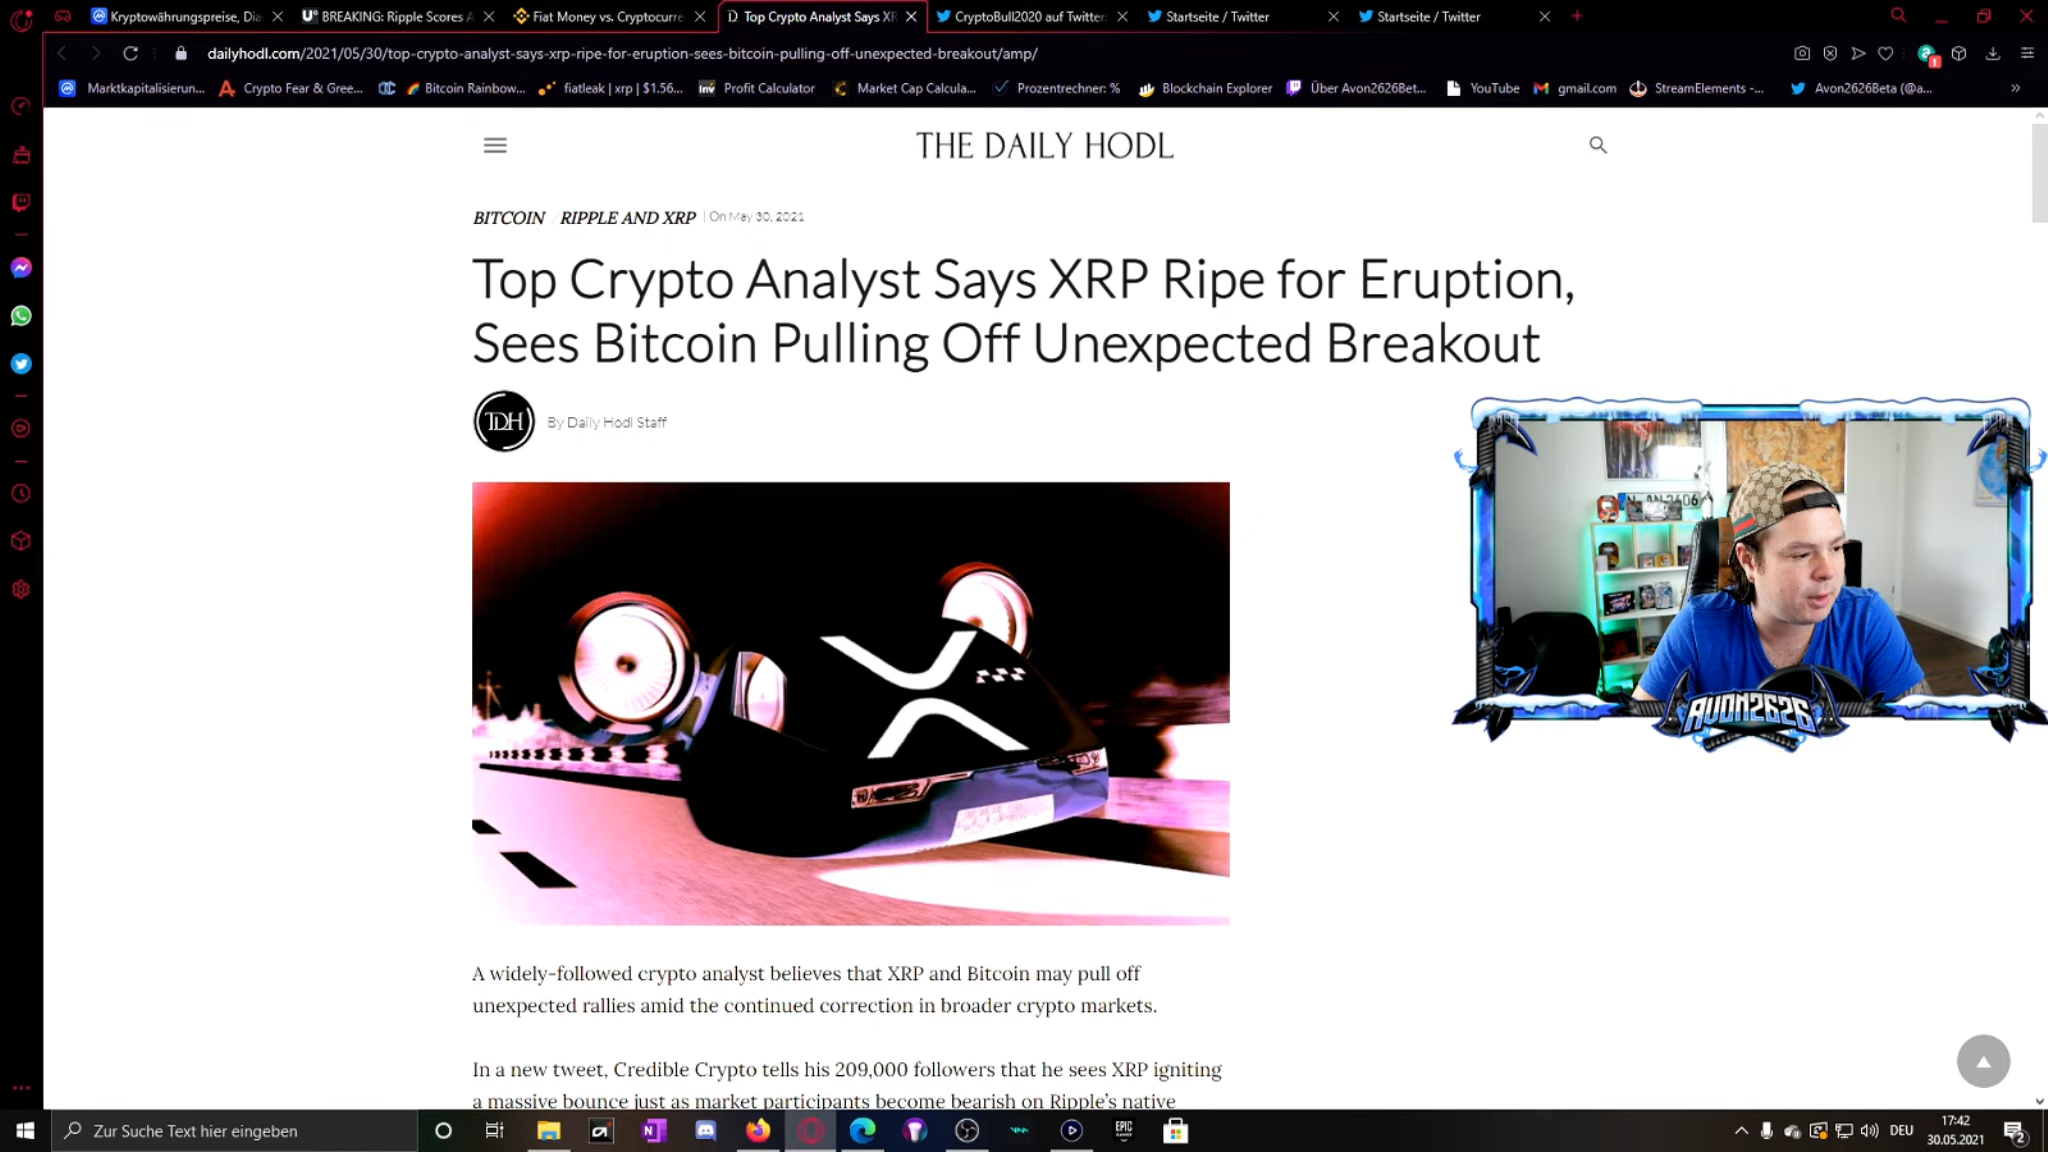 Kryptowährungspreise, Dia
BREAKING: Ripple Scores A
Fiat Money vs. Cryptocurre
Top Crypto Analyst Says XR
CryptoBull2020 auf Twitter:
Startseite / Twitter
Startseite / Twitter
dailyhodl.com/2021/05/30/top-crypto-analyst-says-xrp-ripe-for-eruption-sees-bitcoin-pulling-off-unexpected-breakout/amp/
Marktkapitalisierun...
Crypto Fear & Gree...
Bitcoin Rainbow...
fiatleak | xrp | $1.56...
Inv
Profit Calculator
Market Cap Calcula...
Prozentrechner: %
Blockchain Explorer
Über Avon2626Bet...
YouTube
gmail.com
StreamElements -...
Avon2626Beta (@a...
THE DAILY HODL
BITCOIN / RIPPLE AND XRP | On May 30, 2021
Top Crypto Analyst Says XRP Ripe for Eruption,
Sees Bitcoin Pulling Off Unexpected Breakout
TDH
By Daily Hodl Staff
AVON2626
A widely-followed crypto analyst believes that XRP and Bitcoin may pull off
unexpected rallies amid the continued correction in broader crypto markets.
In a new tweet, Credible Crypto tells his 209,000 followers that he sees XRP igniting
a massive bounce just as market participants become bearish on Ripple's native
Zur Suche Text hier eingeben
EPIC
DEU
17:42
30.05.2021
2